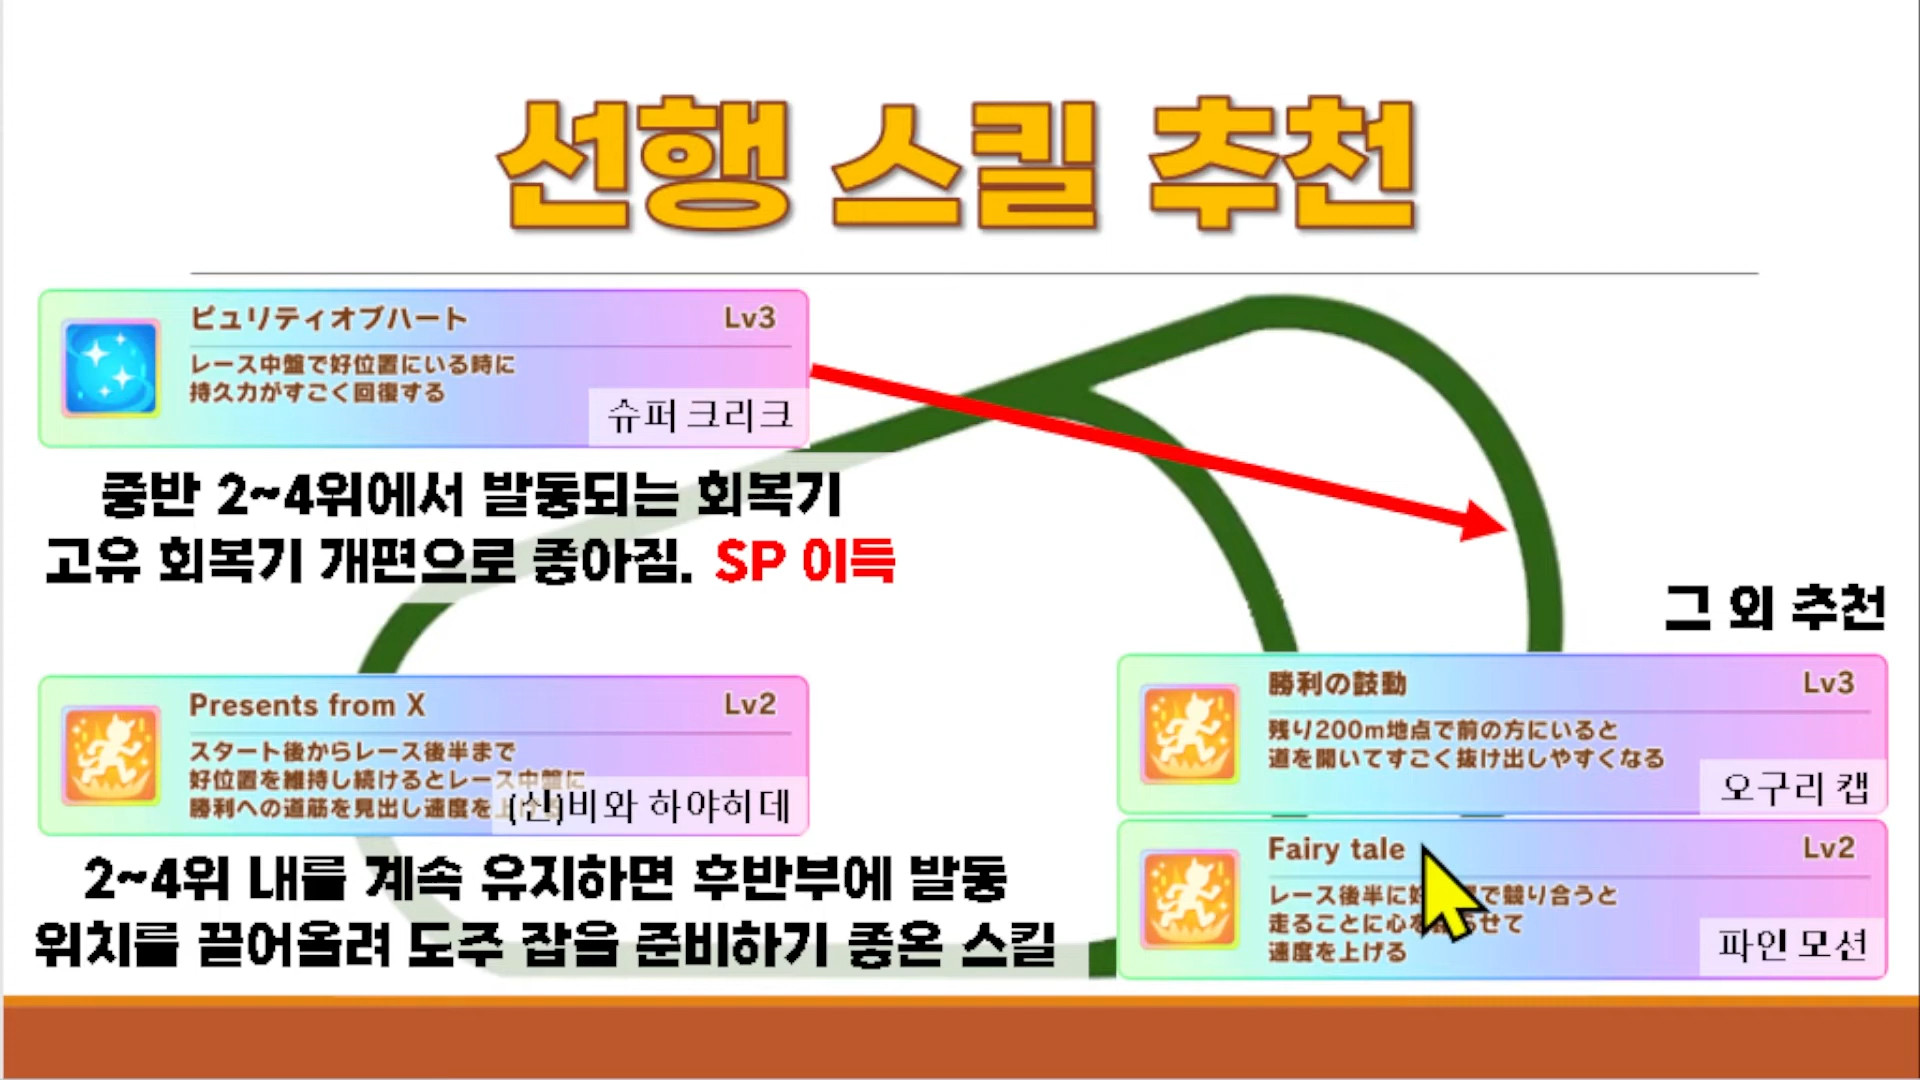 선행 스킬 추천
ピュリティオブハート Lv3
レース中盤で好位置にいる時に
持久力がすごく回復する
슈퍼 크리크
중반 2~4위에서 발동되는 회복기
고유 회복기 개편으로 좋아짐. SP 이득
Presents from X Lv2
スタート後からレース後半まで
好位置を維持し続けるとレース中盤に
勝利への道筋を見出し速度を上げる
(신)비와 하야히데
2~4위 내를 계속 유지하면 후반부에 발동
위치를 끌어올려 도주 잡을 준비하기 좋은 스킬
그 외 추천
勝利の鼓動 Lv3
残り200m地点で前の方にいると
道を開いてすごく抜け出しやすくなる
오구리 캡
Fairy tale Lv2
レース後半に好 で競り合うと
走ることに心を せて
速度を上げる
파인 모션